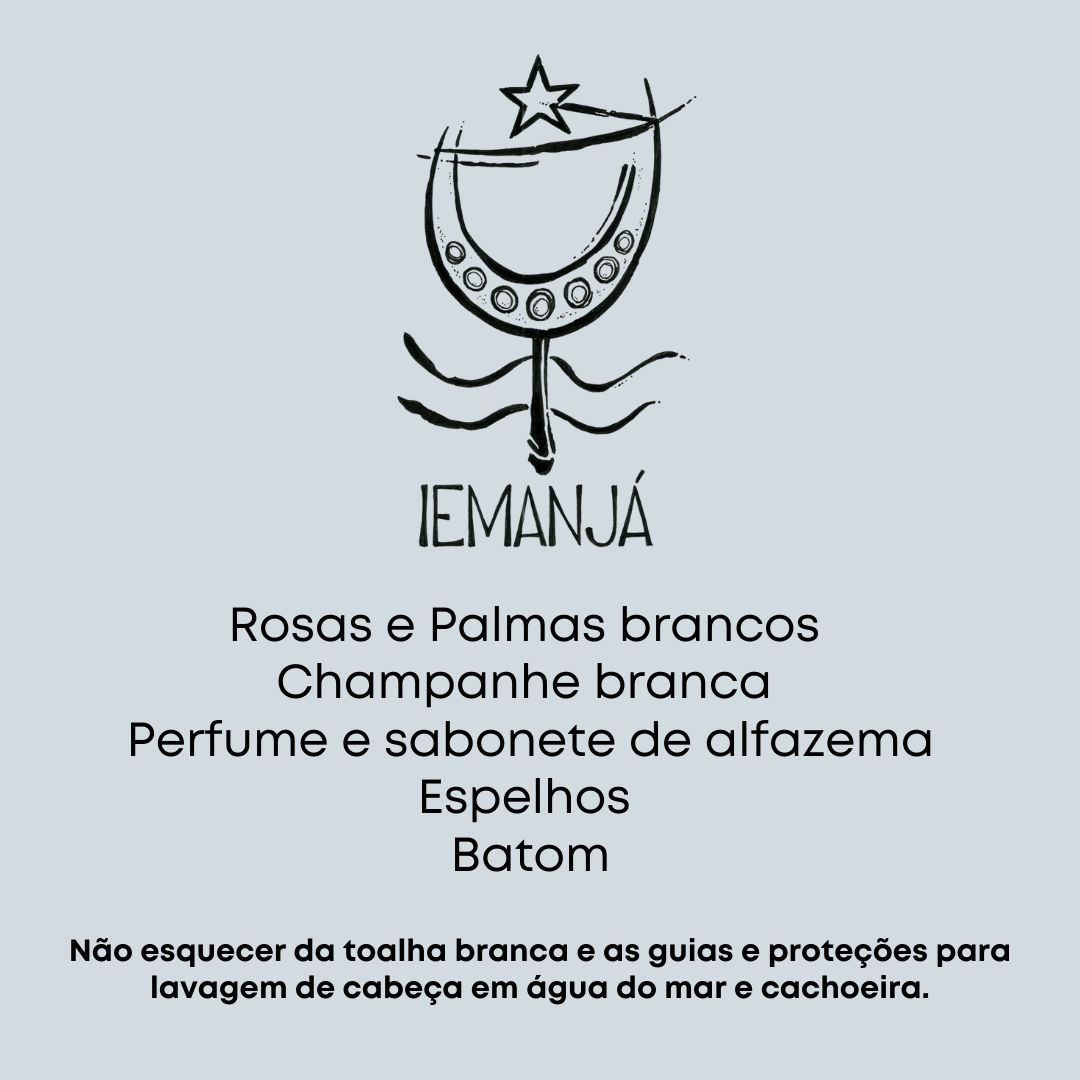 IEMANJÁ
Rosas e Palmas brancos
Champanhe branca
Perfume e sabonete de alfazema
Espelhos
Batom
Não esquecer da toalha branca e as guias e proteções para
lavagem de cabeça em água do mar e cachoeira.